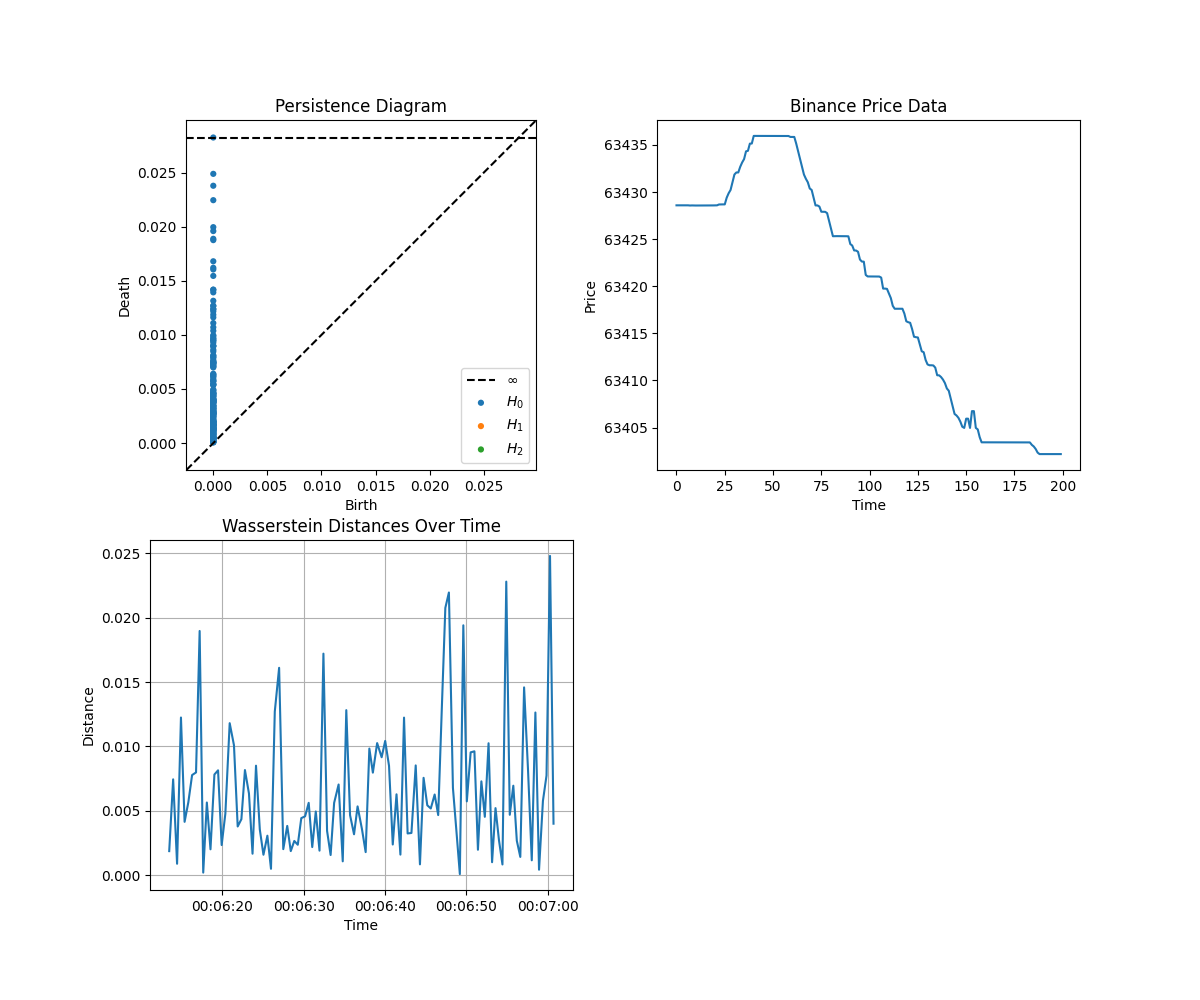 Persistence Diagram
0.025
0.020
0.015
0.010
0.005
0.000
Death
∞
H₀
H₁
H₂
0.000 0.005 0.010 0.015 0.020 0.025
Birth
Binance Price Data
63435
63430
63425
63420
63415
63410
63405
Price
0 25 50 75 100 125 150 175 200
Time
Wasserstein Distances Over Time
0.025
0.020
0.015
0.010
0.005
0.000
Distance
00:06:20 00:06:30 00:06:40 00:06:50 00:07:00
Time